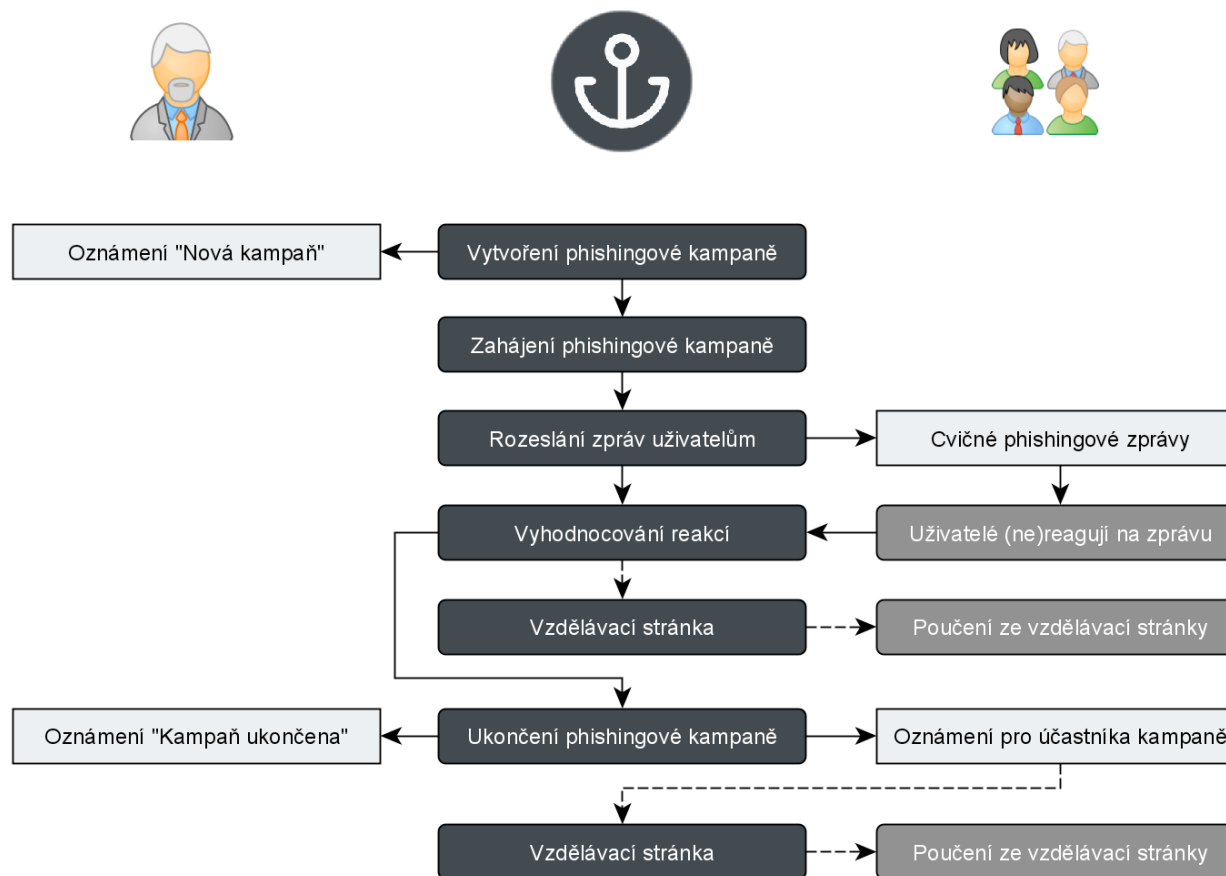 Oznámení "Nová kampaň"
Vytvoření phishingové kampaně
Zahájení phishingové kampaně
Rozeslání zpráv uživatelům
Cvičné phishingové zprávy
Vyhodnocování reakcí
Uživatelé (ne)reagují na zprávu
Vzdělávací stránka
Poučení ze vzdělávací stránky
Oznámení "Kampaň ukončena"
Ukončení phishingové kampaně
Oznámení pro účastníka kampaně
Vzdělávací stránka
Poučení ze vzdělávací stránky